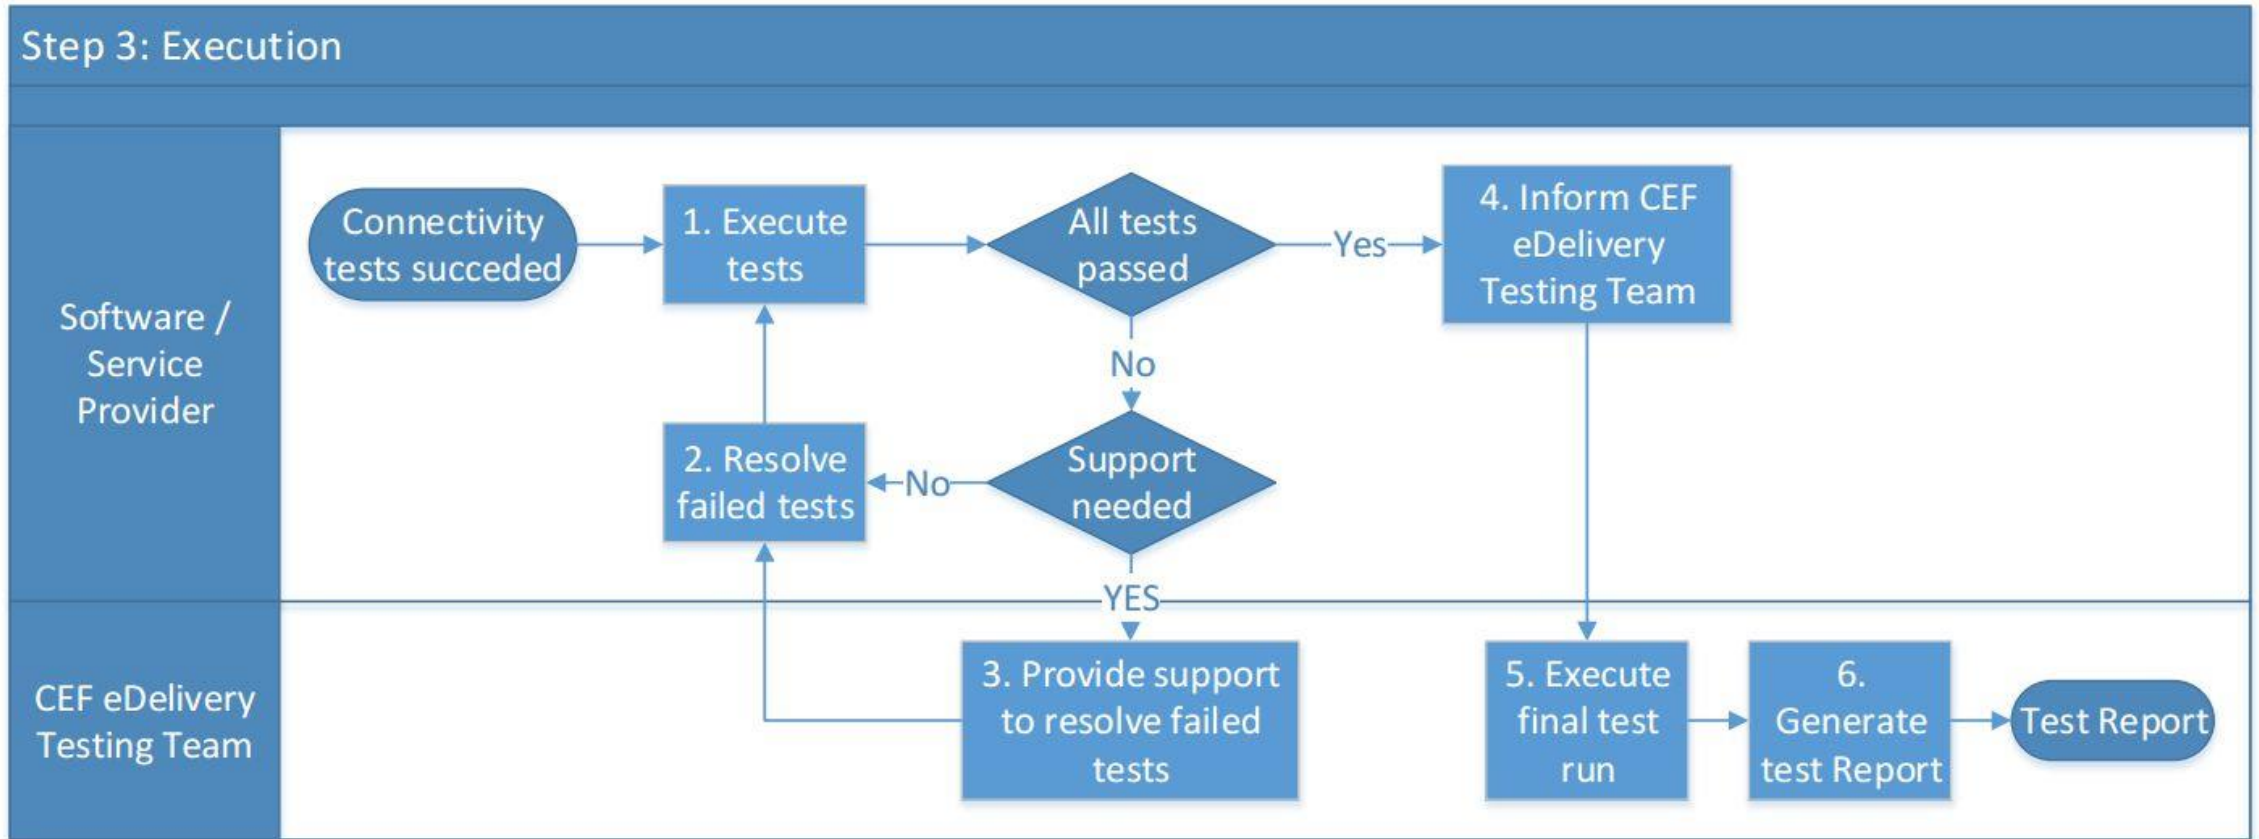 Step 3: Execution
Software /
Service
Provider
Connectivity
tests succeded
1. Execute
tests
All tests
passed
Yes
4. Inform CEF
eDelivery
Testing Team
No
2. Resolve
failed tests
No
Support
needed
YES
CEF eDelivery
Testing Team
3. Provide support
to resolve failed
tests
5. Execute
final test
run
6.
Generate
test Report
Test Report